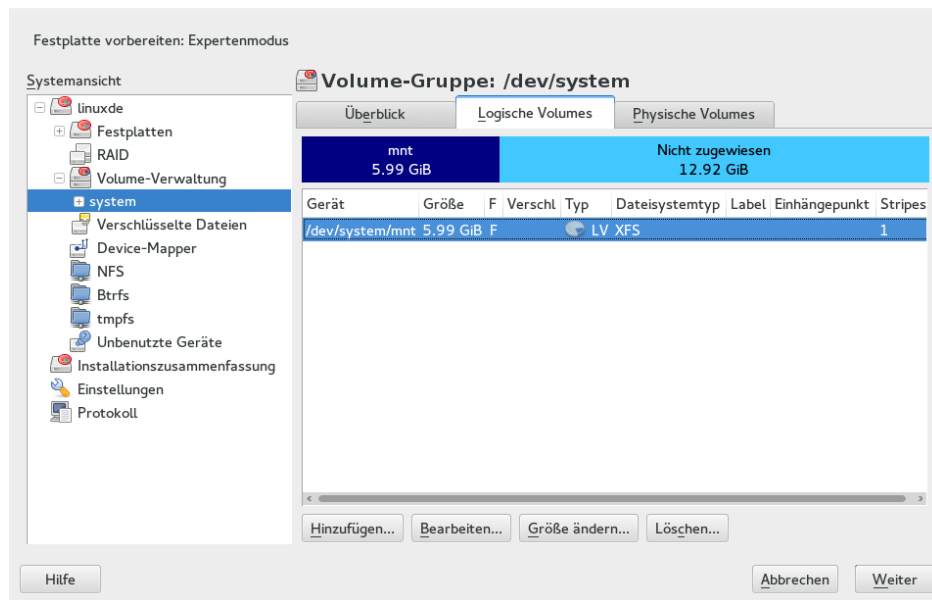 Festplatte vorbereiten: Expertenmodus
Systemansicht
linuxde
Festplatten
RAID
Volume-Verwaltung
system
Verschlüsselte Dateien
Device-Mapper
NFS
Btrfs
tmpfs
Unbenutzte Geräte
Installationszusammenfassung
Einstellungen
Protokoll
Volume-Gruppe: /dev/system
Überblick Logische Volumes Physische Volumes
mnt Nicht zugewiesen
5.99 GiB 12.92 GiB
Gerät Größe F Verschl Typ Dateisystemtyp Label Einhängepunkt Stripes
/dev/system/mnt 5.99 GiB F LV XFS 1
Hinzufügen... Bearbeiten... Größe ändern... Löschen...
Hilfe Abbrechen Weiter